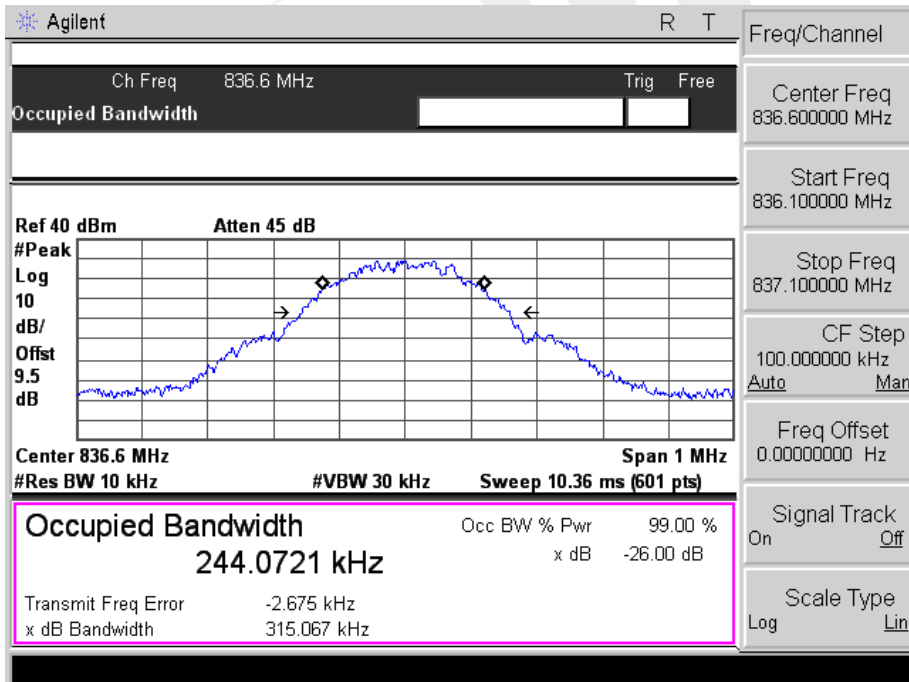 Agilent R T
Ch Freq 836.6 MHz Trig Free
Occupied Bandwidth
Ref 40 dBm Atten 45 dB
#Peak
Log
10
dB/
Offst
9.5
dB
Center 836.6 MHz Span 1 MHz
#Res BW 10 kHz #VBW 30 kHz Sweep 10.36 ms (601 pts)
Occupied Bandwidth
244.0721 kHz
Occ BW % Pwr 99.00 %
x dB -26.00 dB
Transmit Freq Error -2.675 kHz
x dB Bandwidth 315.067 kHz
Freq/Channel
Center Freq
836.600000 MHz
Start Freq
836.100000 MHz
Stop Freq
837.100000 MHz
CF Step
100.000000 kHz
Auto Man
Freq Offset
0.00000000 Hz
Signal Track
On Off
Scale Type
Log Lin